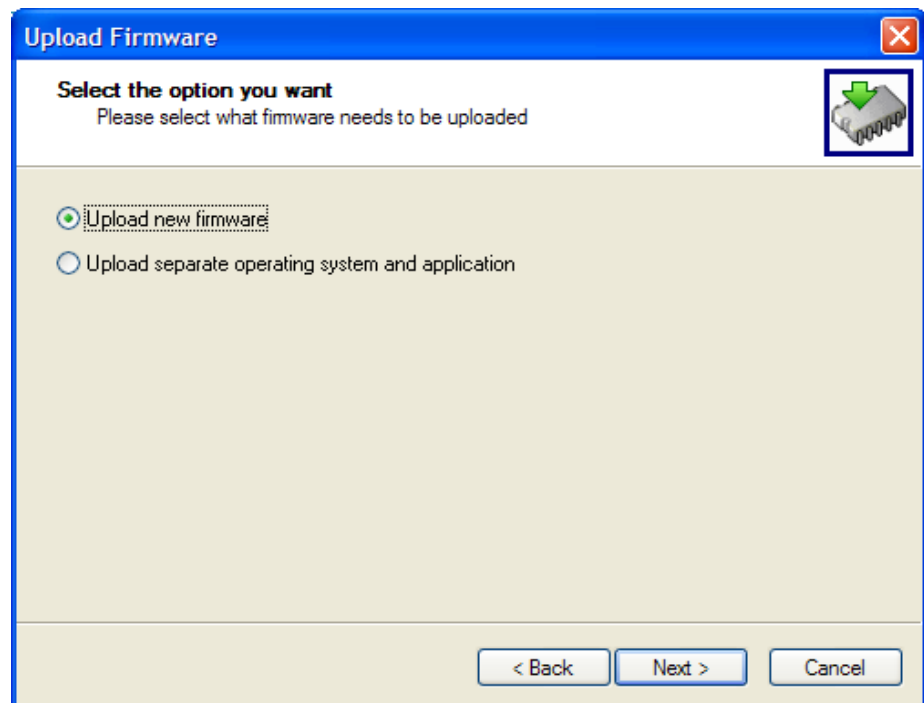 Upload Firmware
Select the option you want
Please select what firmware needs to be uploaded
Upload new firmware
Upload separate operating system and application
< Back Next > Cancel